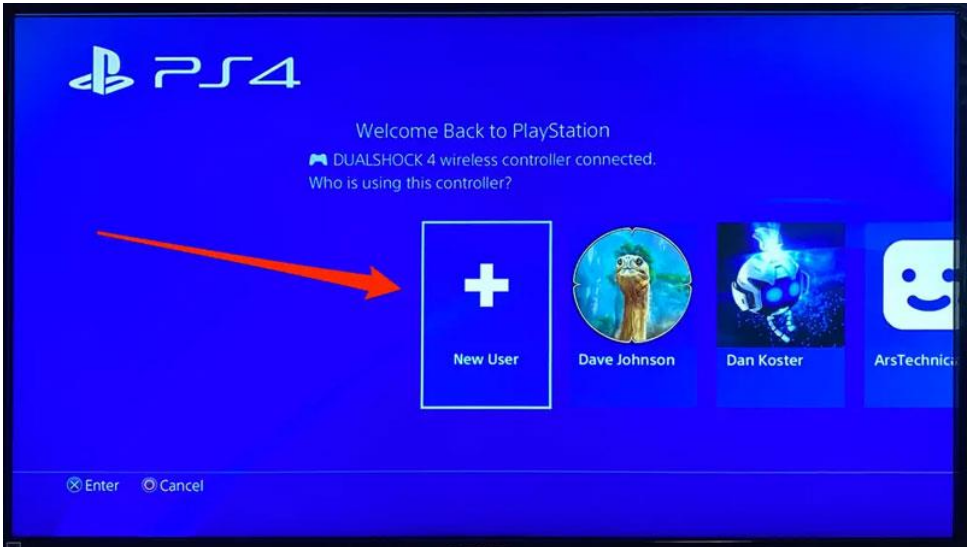 PS4
Welcome Back to PlayStation
DUALSHOCK 4 wireless controller connected.
Who is using this controller?
New User
Dave Johnson
Dan Koster
ArsTechnica
Enter
Cancel